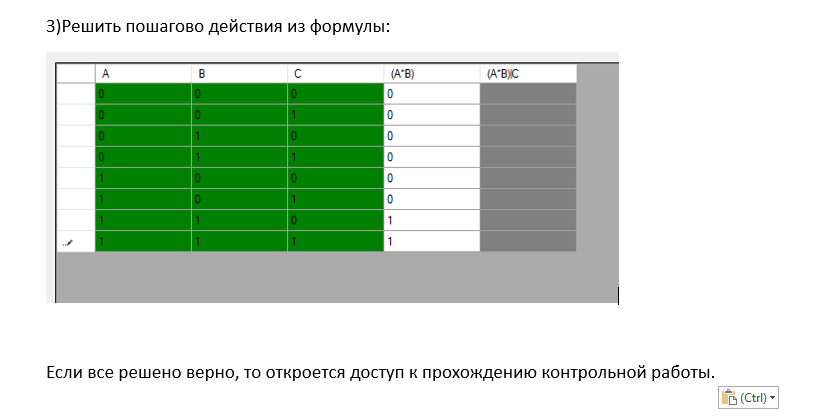 3)Решить пошагово действия из формулы:
A B C (A*B) (A*B)|C
0 0 0 0
0 0 1 0
0 1 0 0
0 1 1 0
1 0 0 0
1 0 1 0
1 1 0 1
1 1 1 1
Если все решено верно, то откроется доступ к прохождению контрольной работы.
(Ctrl)